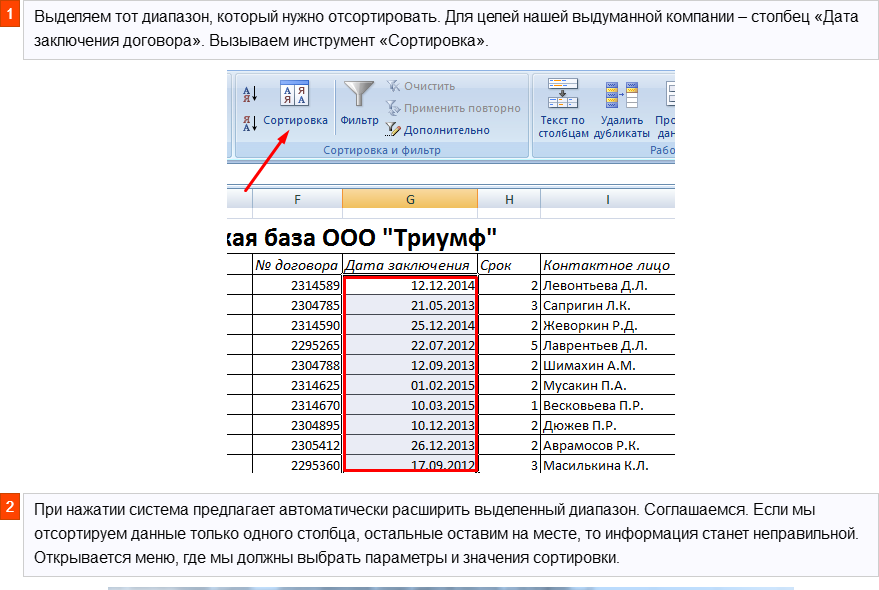 1 Выделяем тот диапазон, который нужно отсортировать. Для целей нашей выдуманной компании – столбец «Дата
заключения договора». Вызываем инструмент «Сортировка».
А Я
Я А
А Я
Я А
Сортировка
Фильтр
Очистить
Применить повторно
Дополнительно
Сортировка и фильтр
Текст по
столбцам
Удалить
дубликаты
Рабо
F G H I
кая база ООО "Триумф"
№ договора Дата заключения Срок Контактное лицо
2314589 12.12.2014 2 Левонтьева Д.Л.
2304785 21.05.2013 3 Сапригин Л.К.
2314590 25.12.2014 2 Жеворкин Р.Д.
2295265 22.07.2012 5 Лаврентьев Д.Л.
2304788 12.09.2013 2 Шимахин А.М.
2314625 01.02.2015 2 Мусакин П.А.
2314670 10.03.2015 1 Весковьева П.Р.
2304895 10.12.2013 2 Дюжев П.Р.
2305412 26.12.2013 2 Аврамосов Р.К.
2295360 17.09.2012 3 Масилькина К.Л.
2 При нажатии система предлагает автоматически расширить выделенный диапазон. Соглашаемся. Если мы
отсортируем данные только одного столбца, остальные оставим на месте, то информация станет неправильной.
Открывается меню, где мы должны выбрать параметры и значения сортировки.